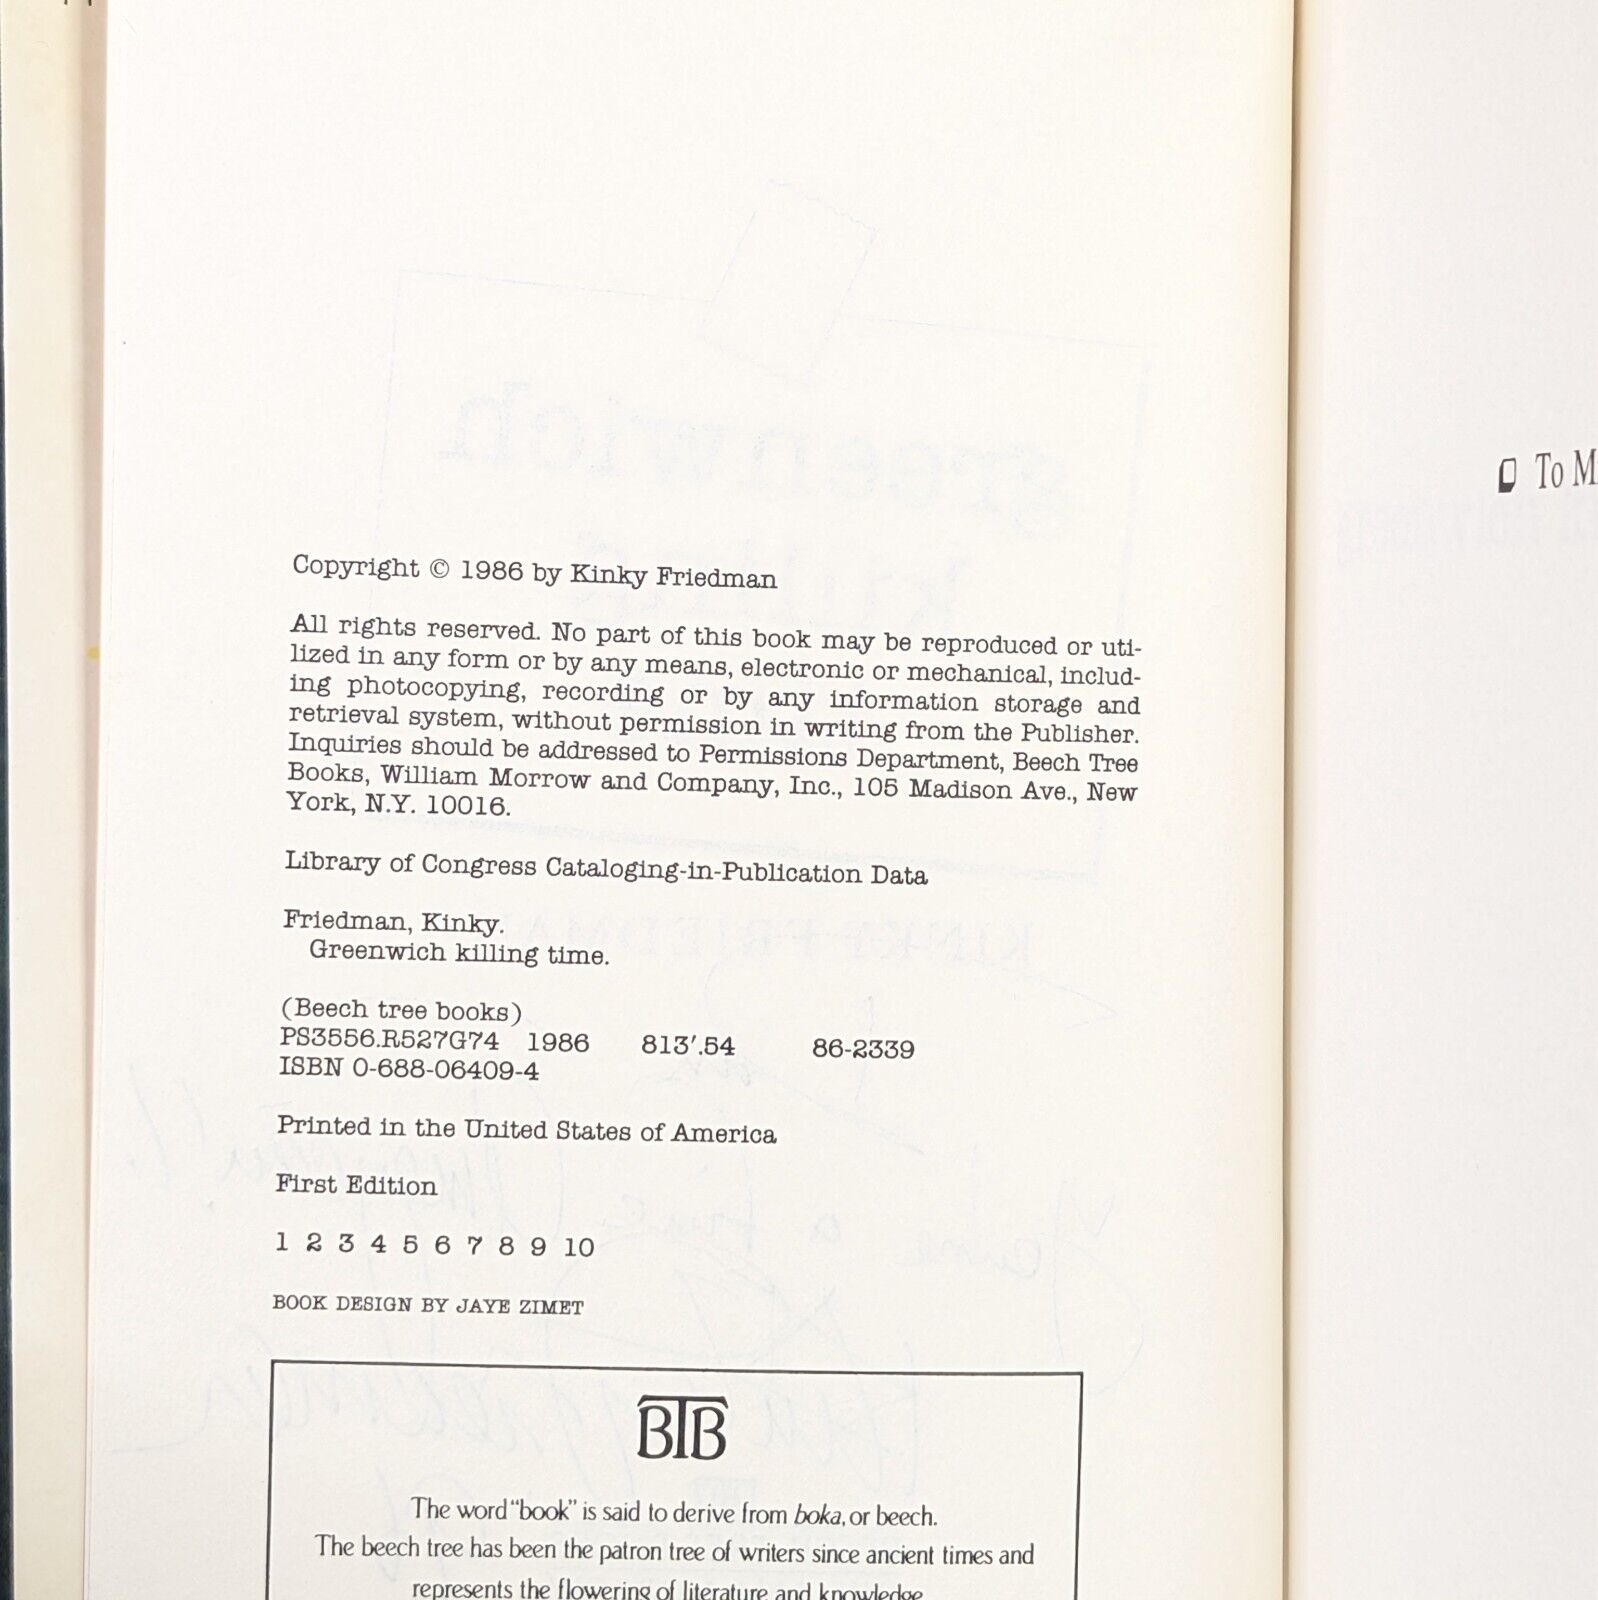 Copyright © 1986 by Kinky Friedman
All rights reserved. No part of this book may be reproduced or uti-
lized in any form or by any means, electronic or mechanical, includ-
ing photocopying, recording or by any information storage and
retrieval system, without permission in writing from the Publisher.
Inquiries should be addressed to Permissions Department, Beech Tree
Books, William Morrow and Company, Inc., 105 Madison Ave., New
York, N.Y. 10016.
Library of Congress Cataloging-in-Publication Data
Friedman, Kinky.
Greenwich killing time.
(Beech tree books)
PS3556.R527G74 1986 813′.54 86-2339
ISBN 0-688-06409-4
Printed in the United States of America
First Edition
1 2 3 4 5 6 7 8 9 10
BOOK DESIGN BY JAYE ZIMET
BTB
The word “book” is said to derive from boka, or beech.
The beech tree has been the patron tree of writers since ancient times and
represents the flowering of literature and knowledge
To M